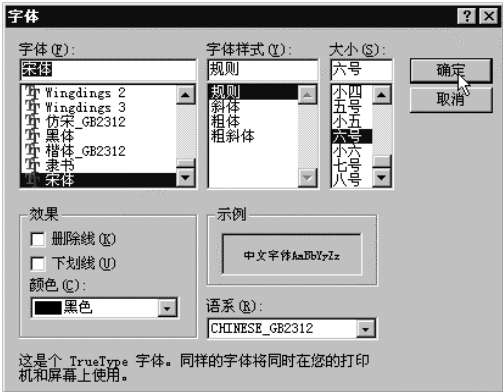 字体
字体(F):
宋体
Wingdings 2
Wingdings 3
仿宋_GB2312
黑体
楷体_GB2312
隶书
宋体
字体样式(Y):
规则
规则
斜体
粗体
粗斜体
大小(S):
六号
小四
五号
小五
六号
小六
七号
八号
确定
取消
效果
删除线(K)
下划线(U)
颜色(C):
黑色
示例
中文字体AaBbYyZz
语系(R):
CHINESE_GB2312
这是个 TrueType 字体。同样的字体将同时在您的打印
机和屏幕上使用。